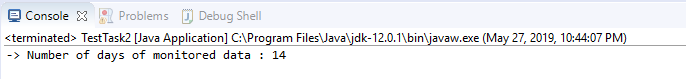 Console Problems Debug Shell
<terminated> TestTask2 [Java Application] C:\Program Files\Java\jdk-12.0.1\bin\javaw.exe (May 27, 2019, 10:44:07 PM)
-> Number of days of monitored data : 14